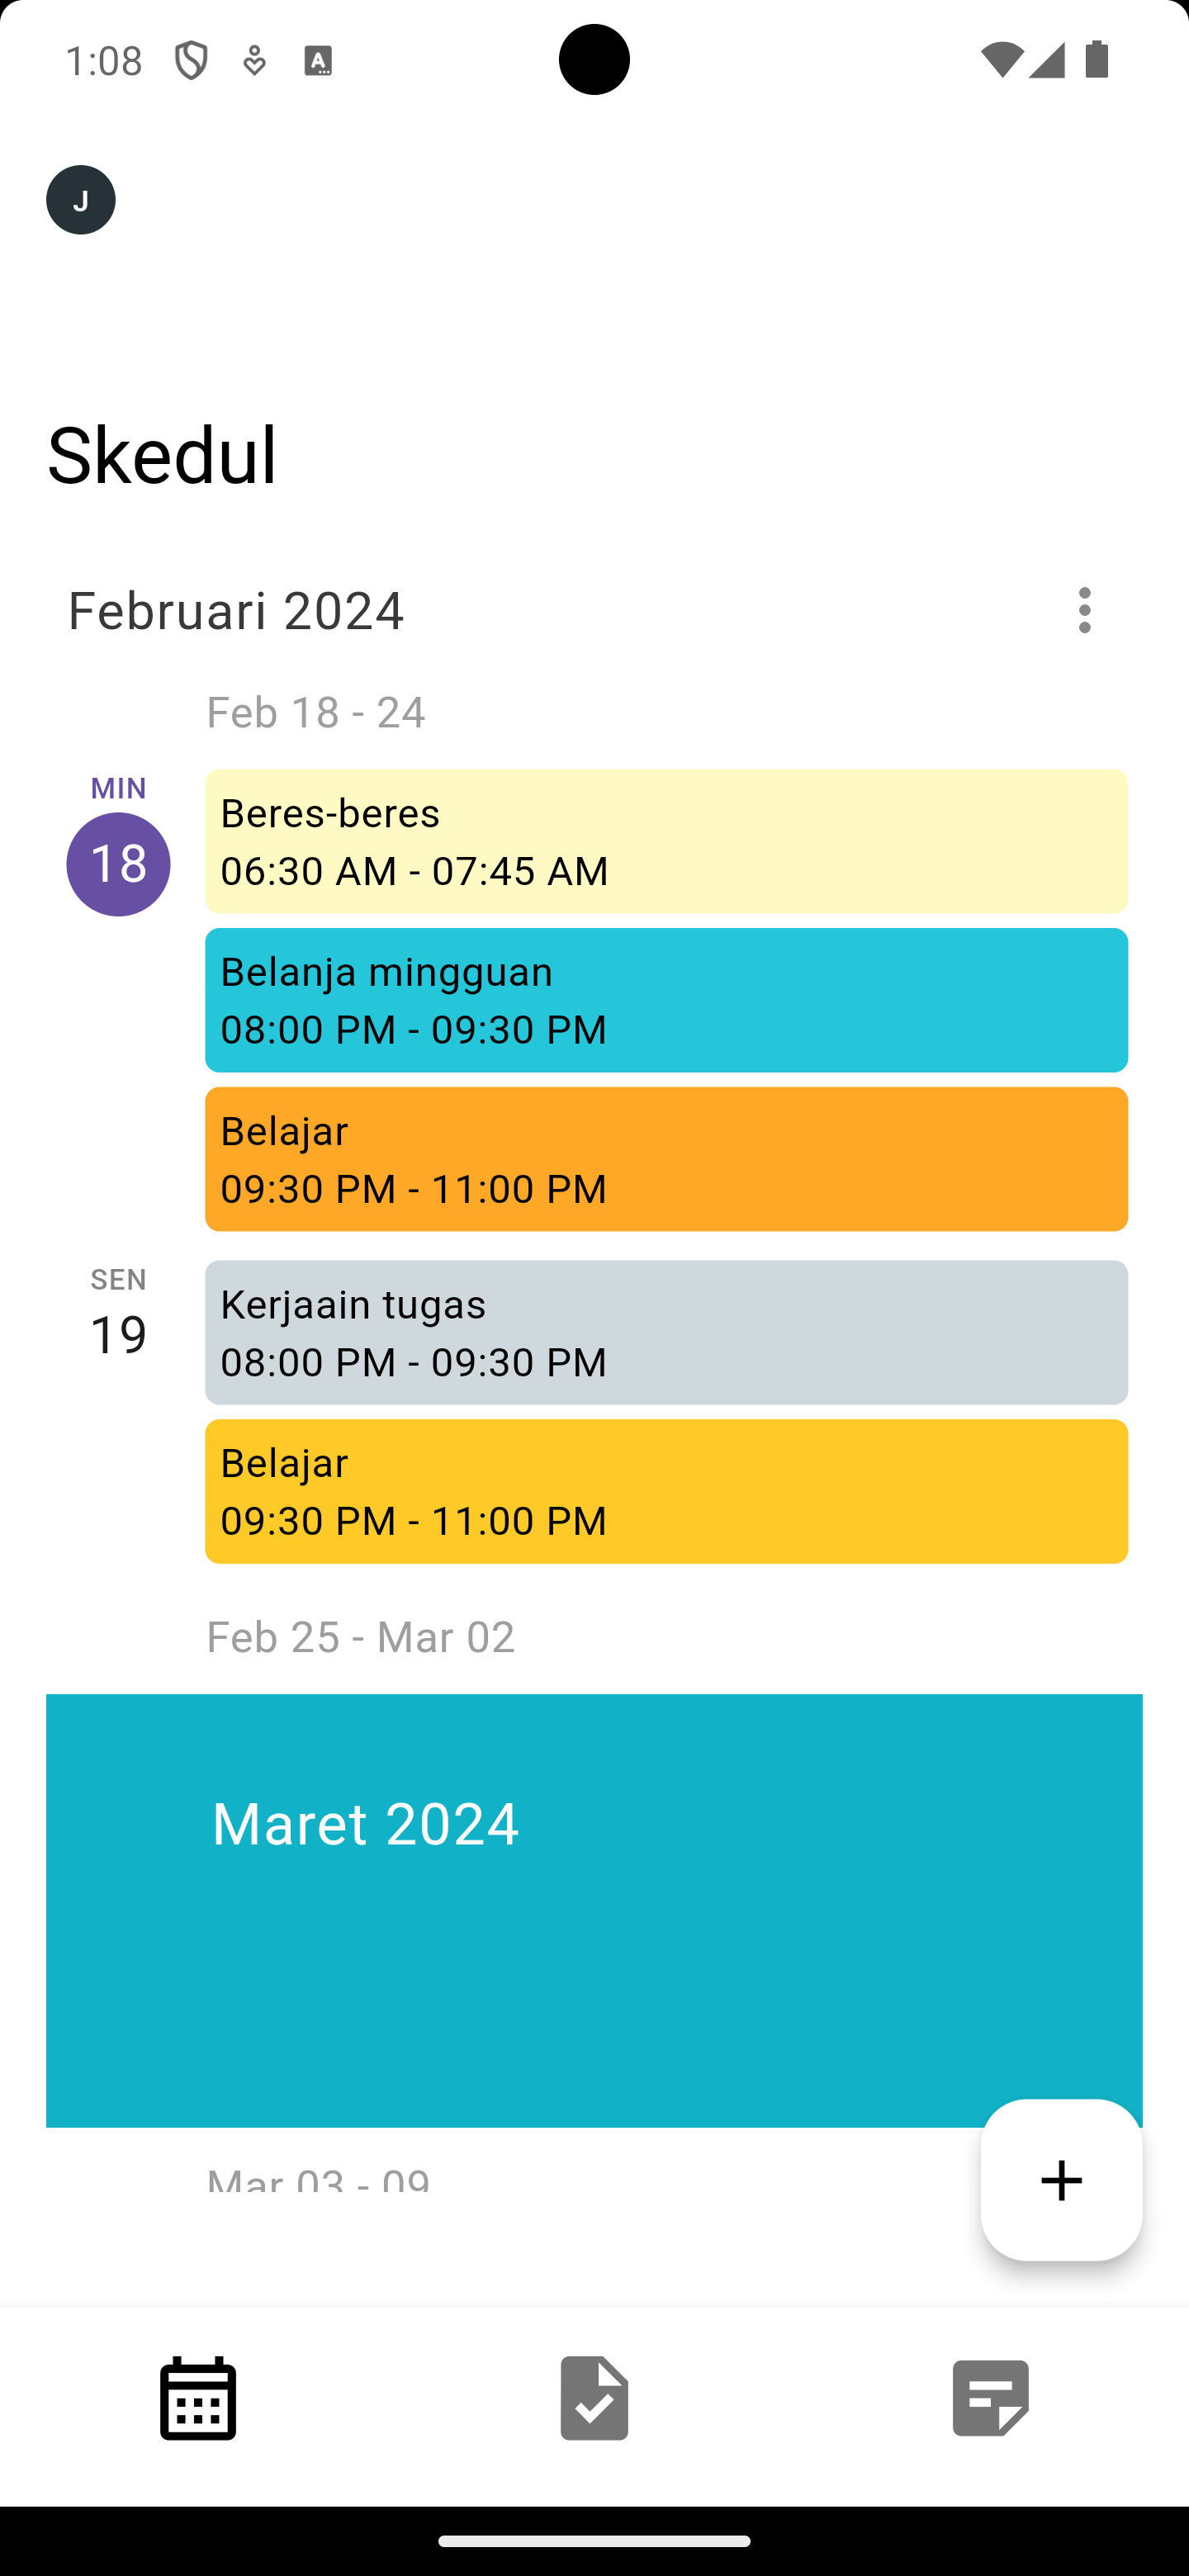 1:08
J
Skedul
Februari 2024
Feb 18 - 24
MIN
18
Beres-beres
06:30 AM - 07:45 AM
Belanja mingguan
08:00 PM - 09:30 PM
Belajar
09:30 PM - 11:00 PM
SEN
19
Kerjaain tugas
08:00 PM - 09:30 PM
Belajar
09:30 PM - 11:00 PM
Feb 25 - Mar 02
Maret 2024
Mar 03 - 09